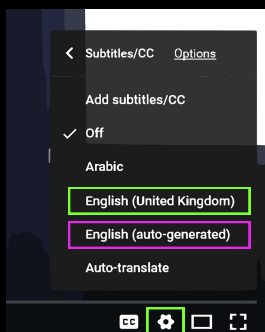 Subtitles/CC Options
Add subtitles/CC
Off
Arabic
English (United Kingdom)
English (auto-generated)
Auto-translate
CC